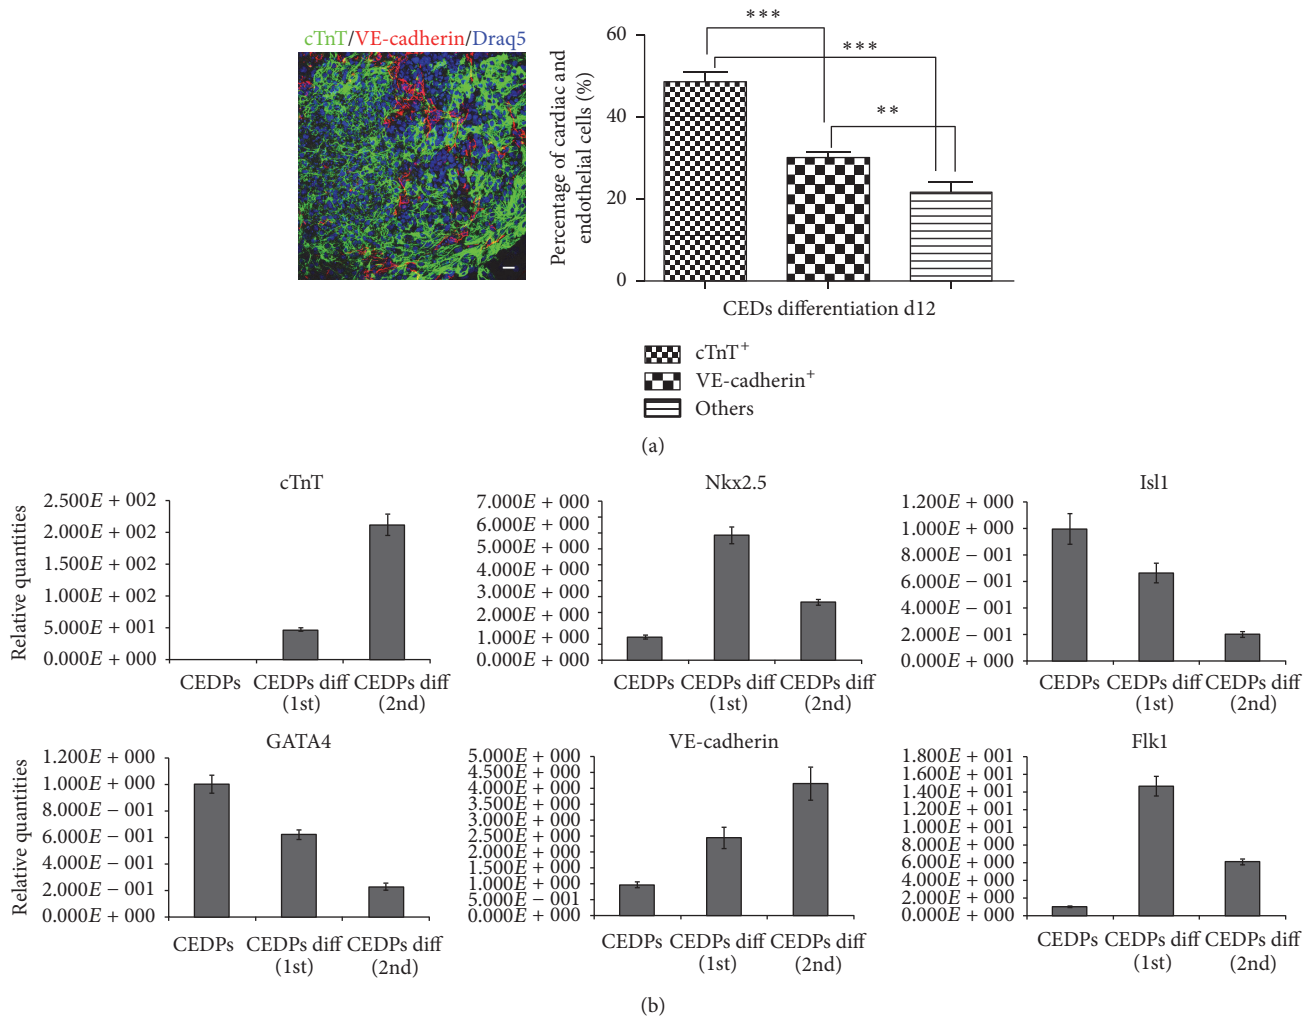 cTnT/VE-cadherin/Draq5
Percentage of cardiac and
endothelial cells (%)
60
40
20
0
***
***
**
CEDs differentiation d12
cTnT+
VE-cadherin+
Others
(a)
cTnT
Relative quantities
2.500E + 002
2.000E + 002
1.500E + 002
1.000E + 002
5.000E + 001
0.000E + 000
CEDPs CEDPs diff CEDPs diff
(1st) (2nd)
Nkx2.5
7.000E + 000
6.000E + 000
5.000E + 000
4.000E + 000
3.000E + 000
2.000E + 000
1.000E + 000
0.000E + 000
CEDPs CEDPs diff CEDPs diff
(1st) (2nd)
Isl1
1.200E + 000
1.000E + 000
8.000E − 001
6.000E − 001
4.000E − 001
2.000E − 001
0.000E + 000
CEDPs CEDPs diff CEDPs diff
(1st) (2nd)
GATA4
Relative quantities
1.200E + 000
1.000E + 000
8.000E − 001
6.000E − 001
4.000E − 001
2.000E − 001
0.000E + 000
CEDPs CEDPs diff CEDPs diff
(1st) (2nd)
VE-cadherin
5.000E + 000
4.500E + 000
4.000E + 000
3.500E + 000
3.000E + 000
2.500E + 000
2.000E + 000
1.500E + 000
1.000E + 000
5.000E − 001
0.000E + 000
CEDPs CEDPs diff CEDPs diff
(1st) (2nd)
Flk1
1.800E + 001
1.600E + 001
1.400E + 001
1.200E + 001
1.000E + 001
8.000E + 000
6.000E + 000
4.000E + 000
2.000E + 000
0.000E + 000
CEDPs CEDPs diff CEDPs diff
(1st) (2nd)
(b)